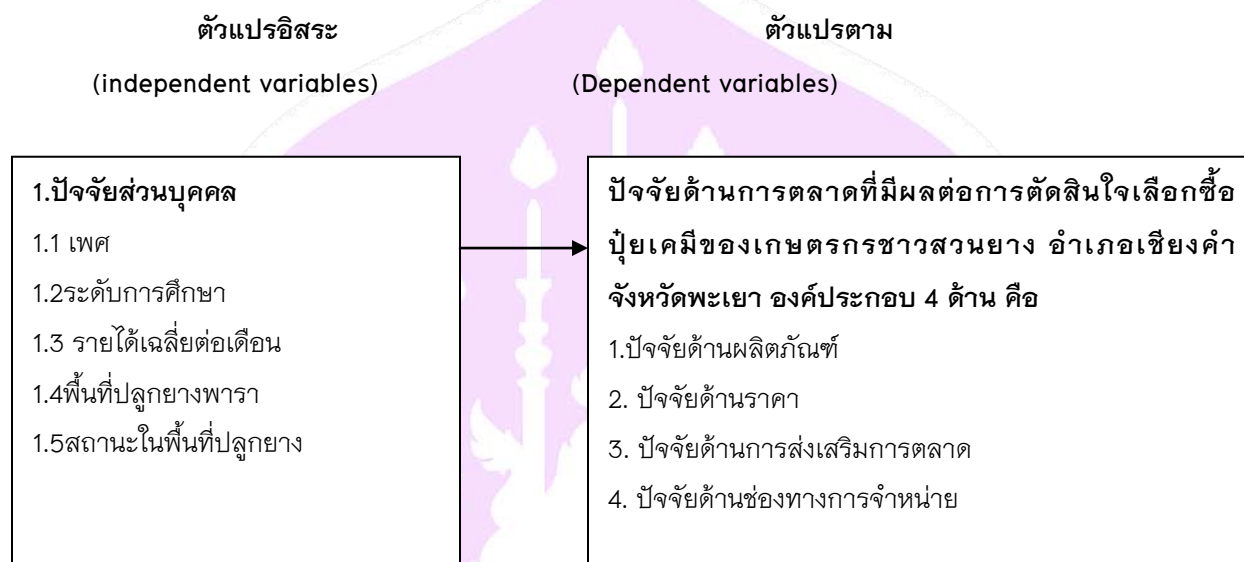 ตัวแปรอิสระ
ตัวแปรตาม
(independent variables)
(Dependent variables)
1.ปัจจัยส่วนบุคคล
1.1 เพศ
1.2ระดับการศึกษา
1.3 รายได้เฉลี่ยต่อเดือน
1.4พื้นที่ปลูกยางพารา
1.5สถานะในพื้นที่ปลูกยาง
ปัจจัยด้านการตลาดที่มีผลต่อการตัดสินใจเลือกซื้อ
ปุ๋ยเคมีของเกษตรกรชาวสวนยาง อำเภอเชียงคำ
จังหวัดพะเยา องค์ประกอบ 4 ด้าน คือ
1.ปัจจัยด้านผลิตภัณฑ์
2. ปัจจัยด้านราคา
3. ปัจจัยด้านการส่งเสริมการตลาด
4. ปัจจัยด้านช่องทางการจำหน่าย